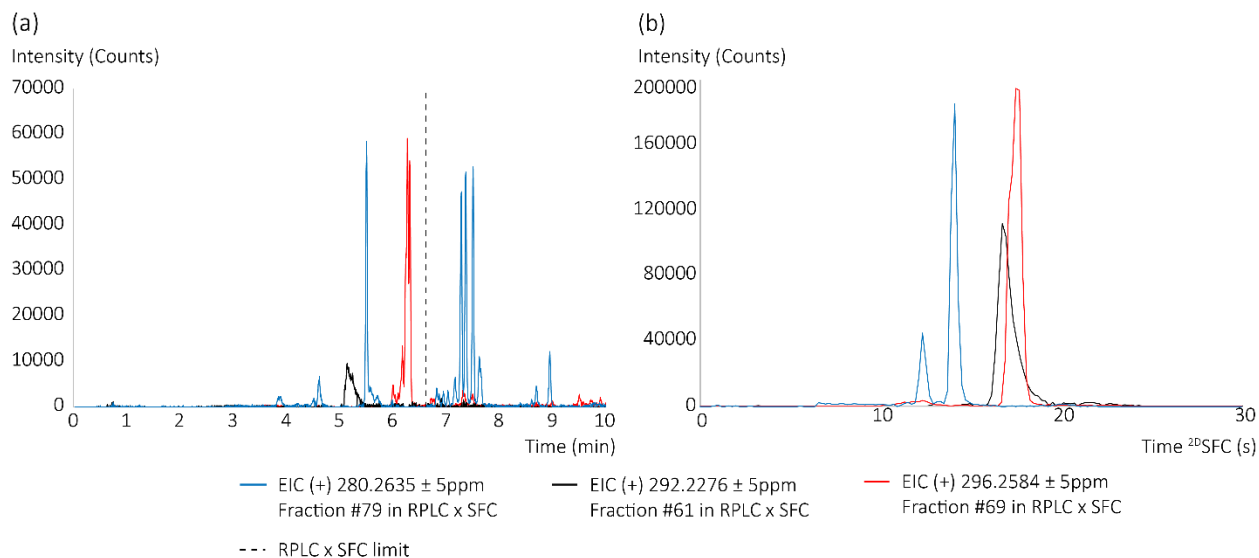 (a)
Intensity (Counts)
70000
60000
50000
40000
30000
20000
10000
0
0 1 2 3 4 5 6 7 8 9 10
Time (min)
(b)
Intensity (Counts)
200000
160000
120000
80000
40000
0
0 10 20 30
Time ²ᴰSFC (s)
EIC (+) 280.2635 ± 5ppm
Fraction #79 in RPLC x SFC
EIC (+) 292.2276 ± 5ppm
Fraction #61 in RPLC x SFC
EIC (+) 296.2584 ± 5ppm
Fraction #69 in RPLC x SFC
RPLC x SFC limit